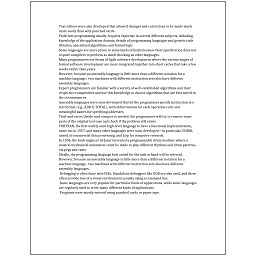 Text editors were also developed that allowed changes and corrections to be made much
more easily than with punched cards.
Proficient programming usually requires expertise in several different subjects, including
knowledge of the application domain, details of programming languages and generic code
libraries, specialized algorithms, and formal logic.
Some languages are more prone to some kinds of faults because their specification does not
require compilers to perform as much checking as other languages.
Many programmers use forms of Agile software development where the various stages of
formal software development are more integrated together into short cycles that take a few
weeks rather than years.
However, because an assembly language is little more than a different notation for a
machine language, two machines with different instruction sets also have different
assembly languages.
Expert programmers are familiar with a variety of well-established algorithms and their
respective complexities and use this knowledge to choose algorithms that are best suited to
the circumstances.
Assembly languages were soon developed that let the programmer specify instruction in a
text format (e.g., ADD X, TOTAL), with abbreviations for each operation code and
meaningful names for specifying addresses.
Trial-and-error/divide-and-conquer is needed: the programmer will try to remove some
parts of the original test case and check if the problem still exists.
FORTRAN, the first widely used high-level language to have a functional implementation,
came out in 1957, and many other languages were soon developed—in particular, COBOL
aimed at commercial data processing, and Lisp for computer research.
In 1206, the Arab engineer Al-Jazari invented a programmable drum machine where a
musical mechanical automaton could be made to play different rhythms and drum patterns,
via pegs and cams.
Ideally, the programming language best suited for the task at hand will be selected.
However, because an assembly language is little more than a different notation for a
machine language, two machines with different instruction sets also have different
assembly languages.
Debugging is often done with IDEs. Standalone debuggers like GDB are also used, and these
often provide less of a visual environment, usually using a command line.
Some languages are very popular for particular kinds of applications, while some languages
are regularly used to write many different kinds of applications.
Programs were mostly entered using punched cards or paper tape.